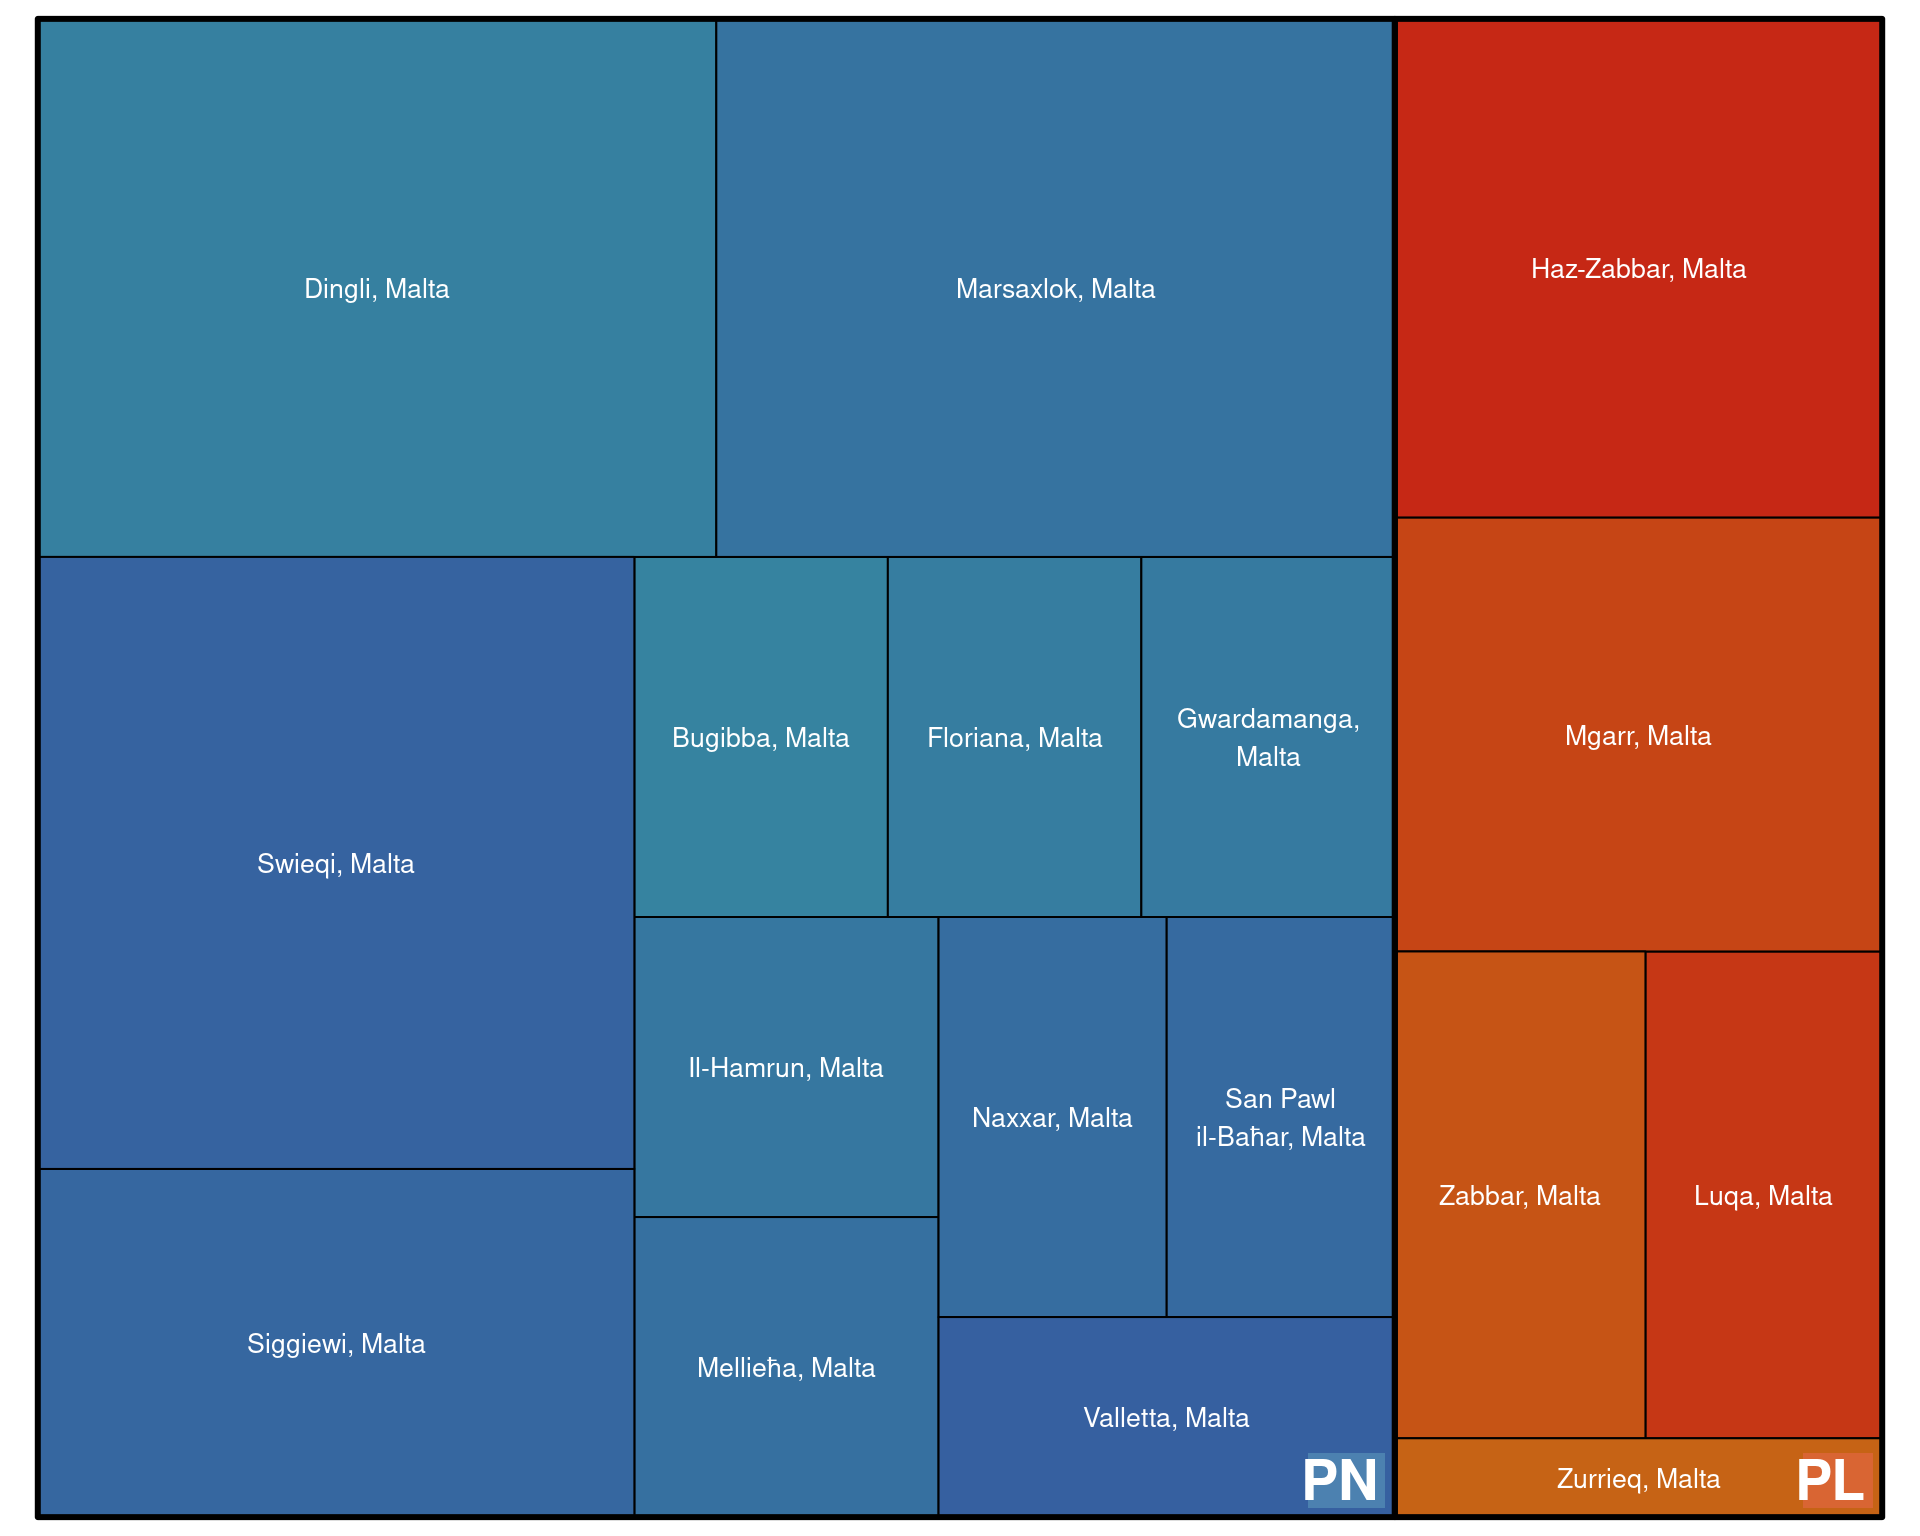 Dingli, Malta
Marsaxlok, Malta
Haz-Zabbar, Malta
Mgarr, Malta
Swieqi, Malta
Bugibba, Malta
Floriana, Malta
Gwardamanga,
Malta
Il-Hamrun, Malta
Naxxar, Malta
San Pawl
il-Baħar, Malta
Zabbar, Malta
Luqa, Malta
Siggiewi, Malta
Mellieħa, Malta
Valletta, Malta
PN
Zurrieq, Malta
PL